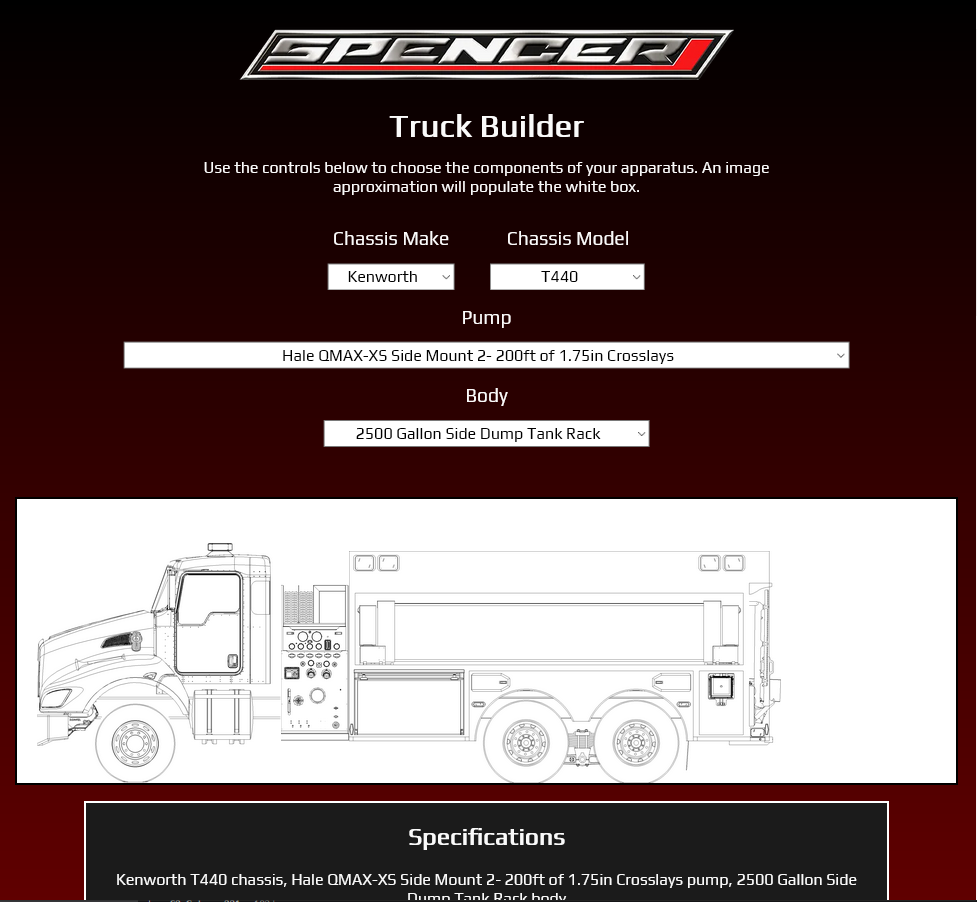 SPENCER
Truck Builder
Use the controls below to choose the components of your apparatus. An image
approximation will populate the white box.
Chassis Make Chassis Model
Kenworth T440
Pump
Hale QMAX-XS Side Mount 2- 200ft of 1.75in Crosslays
Body
2500 Gallon Side Dump Tank Rack
Specifications
Kenworth T440 chassis, Hale QMAX-XS Side Mount 2- 200ft of 1.75in Crosslays pump, 2500 Gallon Side
Dump Tank Rack body